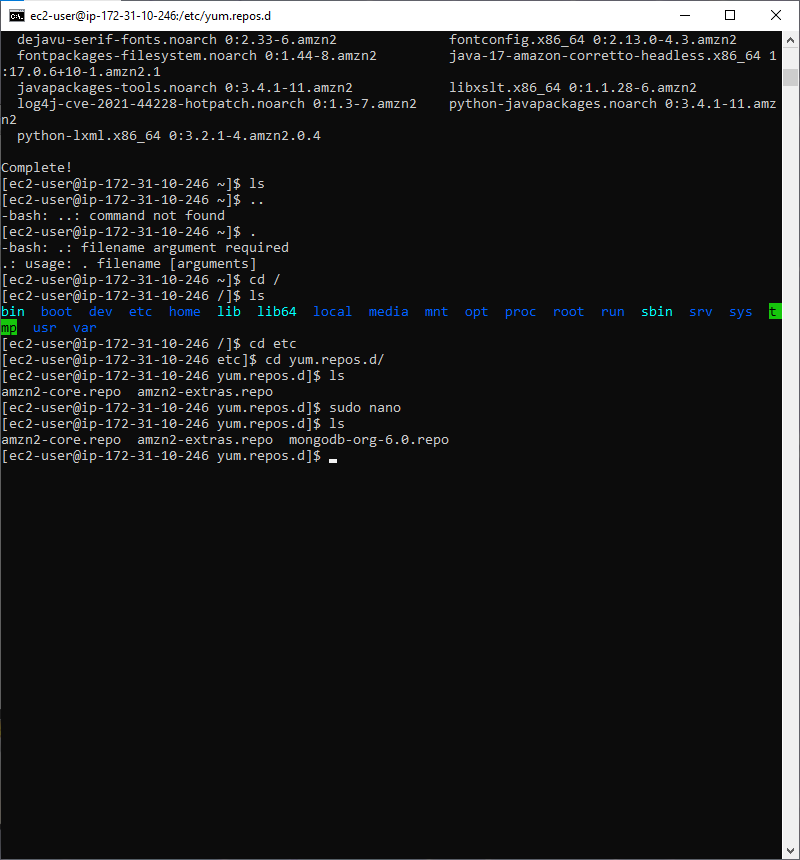 ec2-user@ip-172-31-10-246:/etc/yum.repos.d
dejavu-serif-fonts.noarch 0:2.33-6.amzn2 fontconfig.x86_64 0:2.13.0-4.3.amzn2
fontpackages-filesystem.noarch 0:1.44-8.amzn2 java-17-amazon-corretto-headless.x86_64 1
:17.0.6+10-1.amzn2.1
javapackages-tools.noarch 0:3.4.1-11.amzn2 libxslt.x86_64 0:1.1.28-6.amzn2
log4j-cve-2021-44228-hotpatch.noarch 0:1.3-7.amzn2 python-javapackages.noarch 0:3.4.1-11.amz
n2
python-lxml.x86_64 0:3.2.1-4.amzn2.0.4
Complete!
[ec2-user@ip-172-31-10-246 ~]$ ls
[ec2-user@ip-172-31-10-246 ~]$ ..
-bash: ..: command not found
[ec2-user@ip-172-31-10-246 ~]$ .
-bash: .: filename argument required
.: usage: . filename [arguments]
[ec2-user@ip-172-31-10-246 ~]$ cd /
[ec2-user@ip-172-31-10-246 /]$ ls
bin boot dev etc home lib lib64 local media mnt opt proc root run sbin srv sys t
mp usr var
[ec2-user@ip-172-31-10-246 /]$ cd etc
[ec2-user@ip-172-31-10-246 etc]$ cd yum.repos.d/
[ec2-user@ip-172-31-10-246 yum.repos.d]$ ls
amzn2-core.repo amzn2-extras.repo
[ec2-user@ip-172-31-10-246 yum.repos.d]$ sudo nano
[ec2-user@ip-172-31-10-246 yum.repos.d]$ ls
amzn2-core.repo amzn2-extras.repo mongodb-org-6.0.repo
[ec2-user@ip-172-31-10-246 yum.repos.d]$